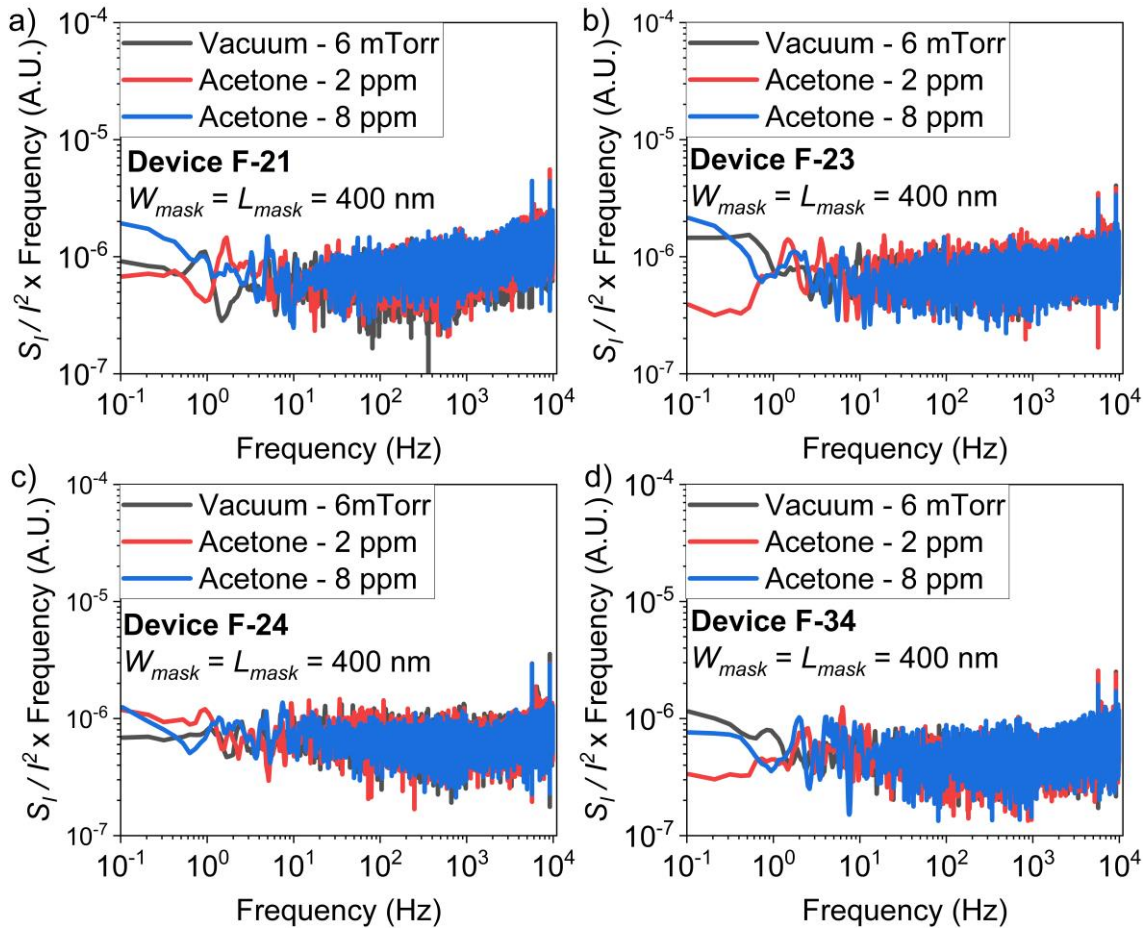 a)
S_I / I^2 x Frequency (A.U.)
10^-4
10^-5
10^-6
10^-7
Vacuum - 6 mTorr
Acetone - 2 ppm
Acetone - 8 ppm
Device F-21
W_mask = L_mask = 400 nm
10^-1 10^0 10^1 10^2 10^3 10^4
Frequency (Hz)
b)
S_I / I^2 x Frequency (A.U.)
10^-4
10^-5
10^-6
10^-7
Vacuum - 6 mTorr
Acetone - 2 ppm
Acetone - 8 ppm
Device F-23
W_mask = L_mask = 400 nm
10^-1 10^0 10^1 10^2 10^3 10^4
Frequency (Hz)
c)
S_I / I^2 x Frequency (A.U.)
10^-4
10^-5
10^-6
10^-7
Vacuum - 6mTorr
Acetone - 2 ppm
Acetone - 8 ppm
Device F-24
W_mask = L_mask = 400 nm
10^-1 10^0 10^1 10^2 10^3 10^4
Frequency (Hz)
d)
S_I / I^2 x Frequency (A.U.)
10^-4
10^-5
10^-6
10^-7
Vacuum - 6 mTorr
Acetone - 2 ppm
Acetone - 8 ppm
Device F-34
W_mask = L_mask = 400 nm
10^-1 10^0 10^1 10^2 10^3 10^4
Frequency (Hz)